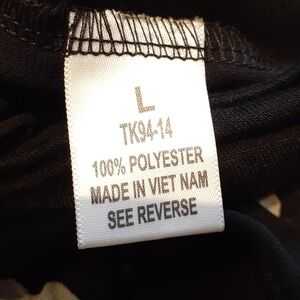 L
TK94-14
100% POLYESTER
MADE IN VIET NAM
SEE REVERSE